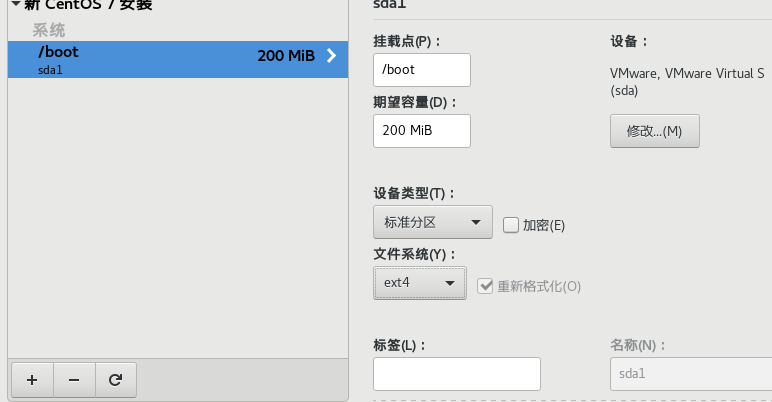 新 CentOS 7 安装
系统
/boot
200 MiB
sda1
sda1
挂载点(P)：
/boot
期望容量(D)：
200 MiB
设备：
VMware, VMware Virtual S
(sda)
修改...(M)
设备类型(T)：
标准分区
加密(E)
文件系统(Y)：
ext4
重新格式化(O)
标签(L)：
名称(N)：
sda1